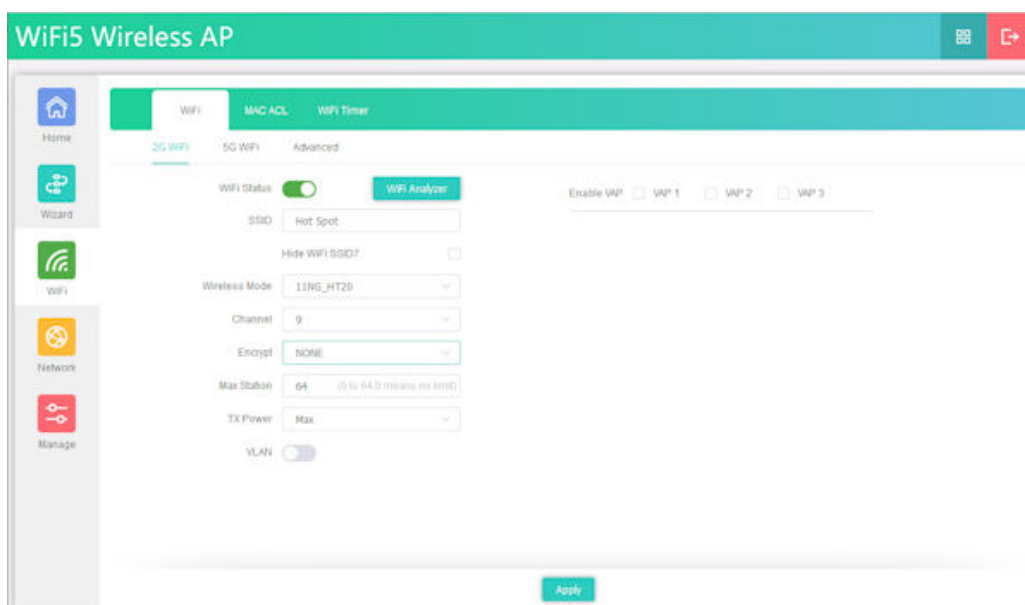 WiFi5 Wireless AP
Home
Wizard
WiFi
Network
Manage
WiFi MAC ACL WiFi Timer
2G WiFi 5G WiFi Advanced
WiFi Status WiFi Analyzer
SSID Hot Spot
Hide WiFi SSID?
Wireless Mode 11NG_HT20
Channel 9
Encrypt NONE
Max Station 64 (0 to 64,0 means no limit)
TX Power Max
VLAN
Enable VAP VAP 1 VAP 2 VAP 3
Apply